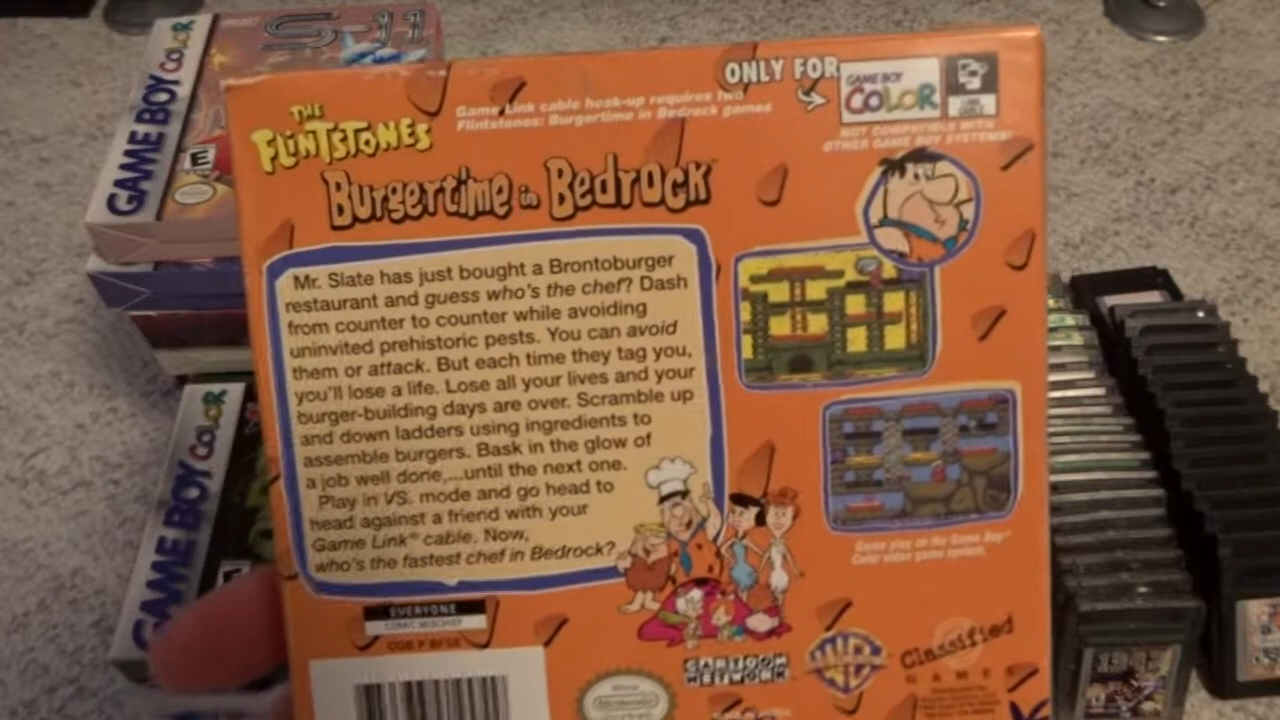 GAME BOY COLOR
S-11
E
GAME BOY COLOR
THE
FLINTSTONES
Game Link cable hook-up requires two
Flintstones: Burgertime in Bedrock games
ONLY FOR
GAME BOY
COLOR
NOT COMPATIBLE WITH
OTHER GAME BOY SYSTEMS!
Burgertime in Bedrock™
Mr. Slate has just bought a Brontoburger
restaurant and guess who's the chef? Dash
from counter to counter while avoiding
uninvited prehistoric pests. You can avoid
them or attack. But each time they tag you,
you'll lose a life. Lose all your lives and your
burger-building days are over. Scramble up
and down ladders using ingredients to
assemble burgers. Bask in the glow of
a job well done,...until the next one.
Play in VS. mode and go head to
head against a friend with your
Game Link® cable. Now,
who's the fastest chef in Bedrock?
Game play on the Game Boy®
Color video game system.
EVERYONE
COMIC MISCHIEF
CGB P BFSE
CARTOON
NETWORK
WB
Classified
GAMES
Nintendo